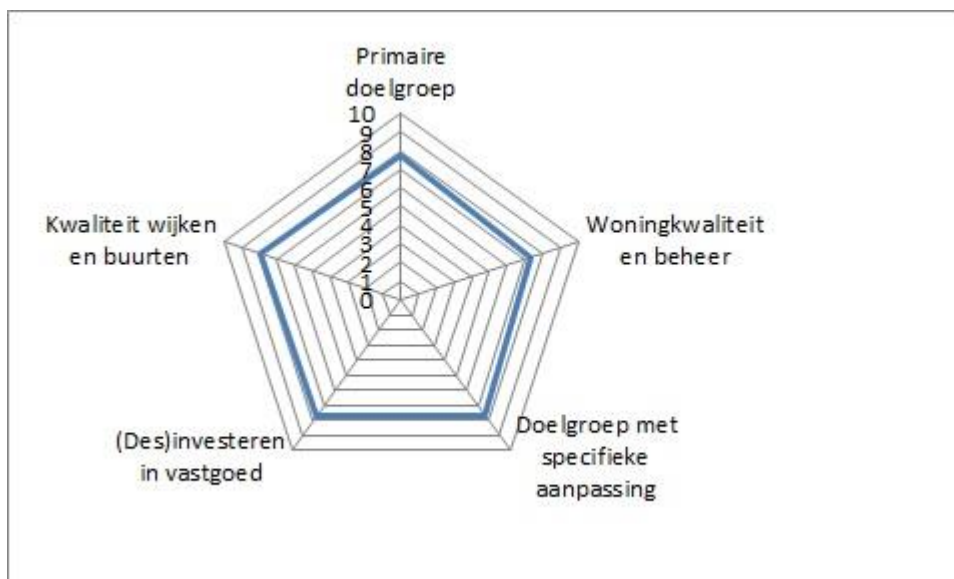 Primaire
doelgroep
10
9
8
7
6
5
4
3
2
1
0
Woningkwaliteit
en beheer
Doelgroep met
specifieke
aanpassing
(Des)investeren
in vastgoed
Kwaliteit wijken
en buurten